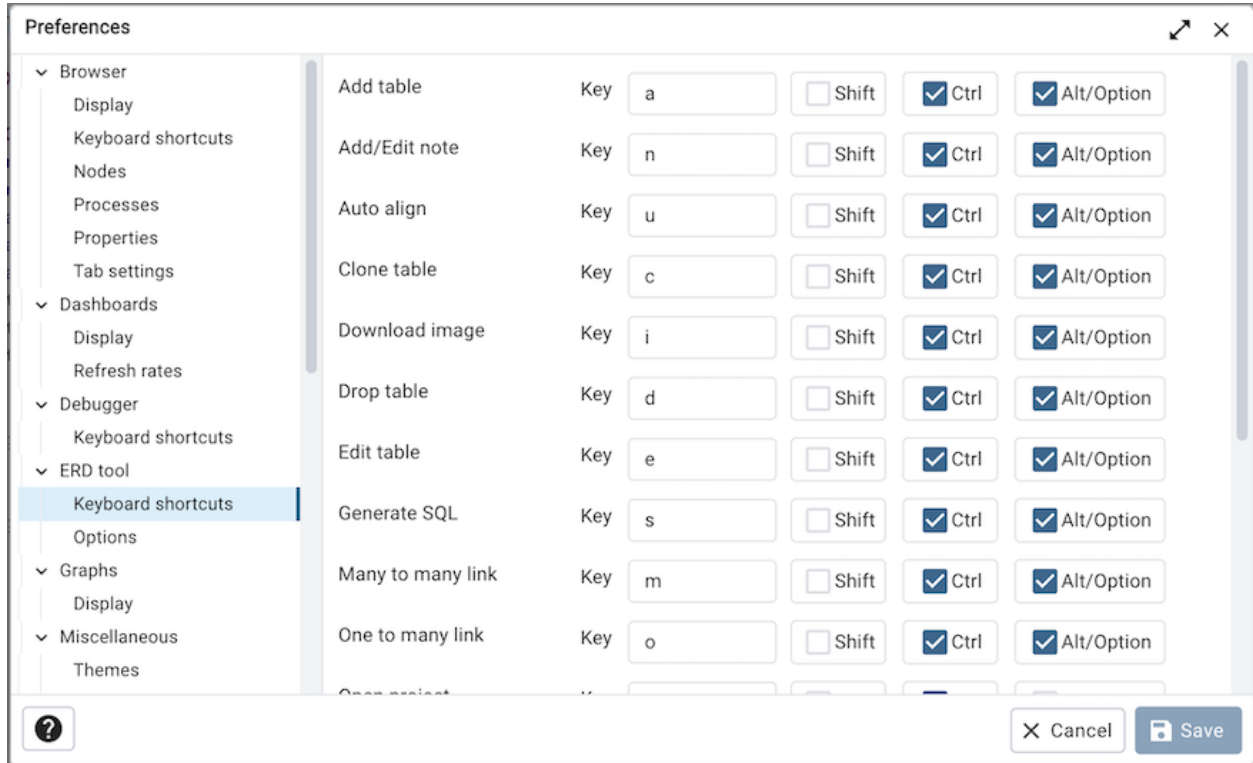 Preferences
Browser
Display
Keyboard shortcuts
Nodes
Processes
Properties
Tab settings
Dashboards
Display
Refresh rates
Debugger
Keyboard shortcuts
ERD tool
Keyboard shortcuts
Options
Graphs
Display
Miscellaneous
Themes
Add table Key a Shift Ctrl Alt/Option
Add/Edit note Key n Shift Ctrl Alt/Option
Auto align Key u Shift Ctrl Alt/Option
Clone table Key c Shift Ctrl Alt/Option
Download image Key i Shift Ctrl Alt/Option
Drop table Key d Shift Ctrl Alt/Option
Edit table Key e Shift Ctrl Alt/Option
Generate SQL Key s Shift Ctrl Alt/Option
Many to many link Key m Shift Ctrl Alt/Option
One to many link Key o Shift Ctrl Alt/Option
Open project
? Cancel Save